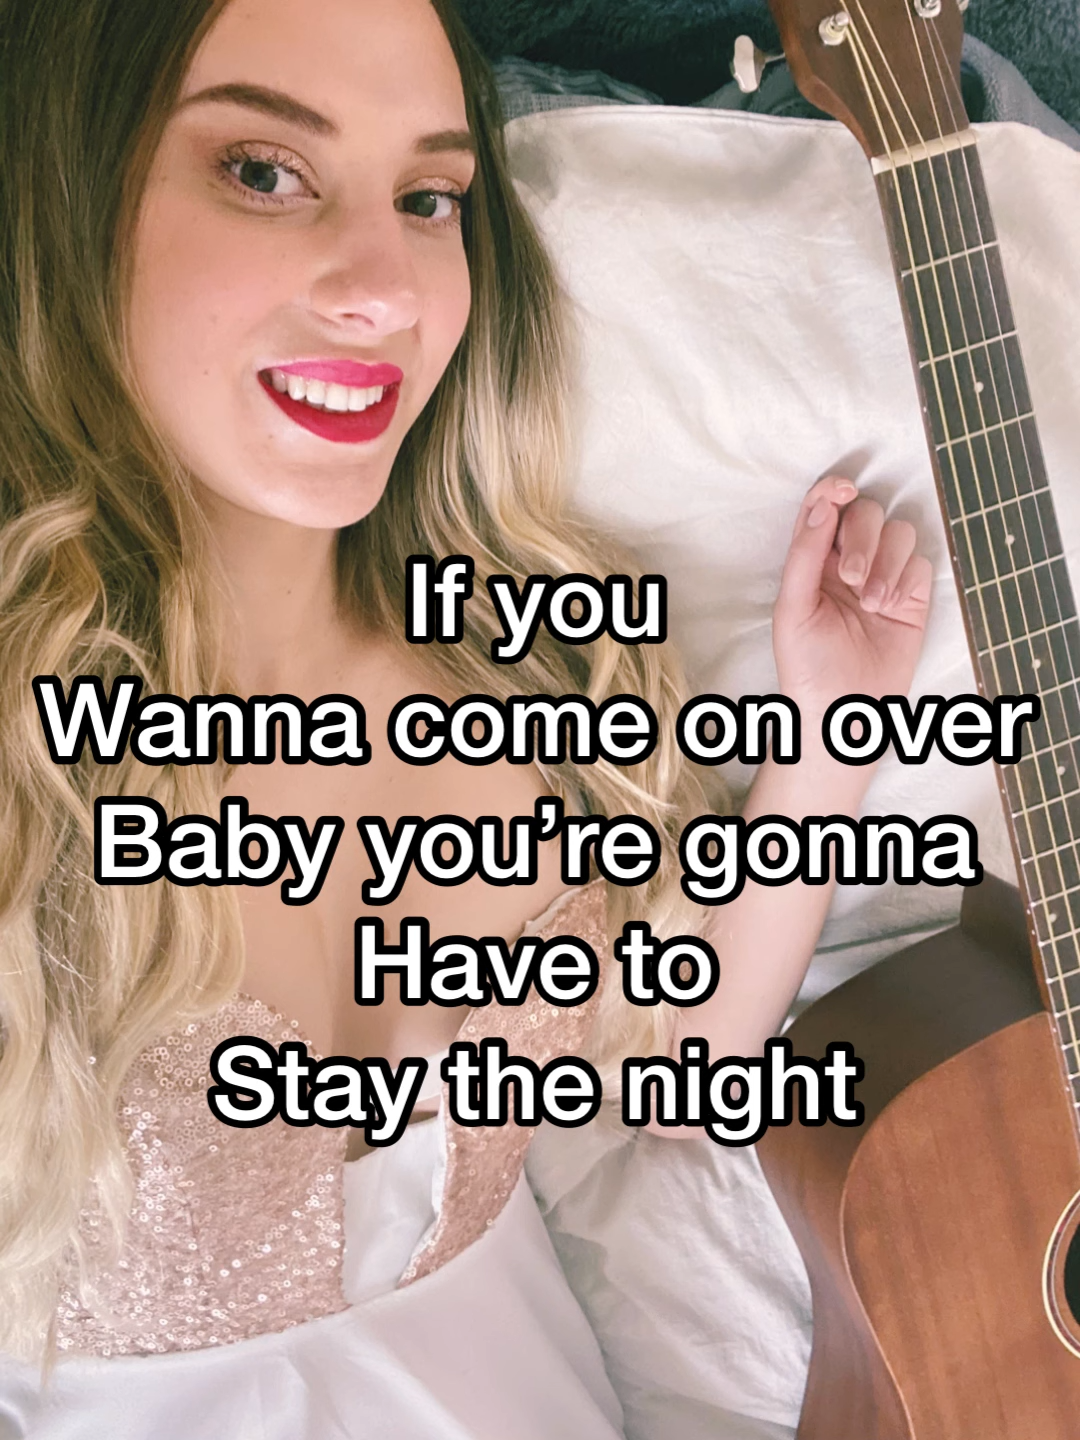 If you
Wanna come on over
Baby you’re gonna
Have to
Stay the night